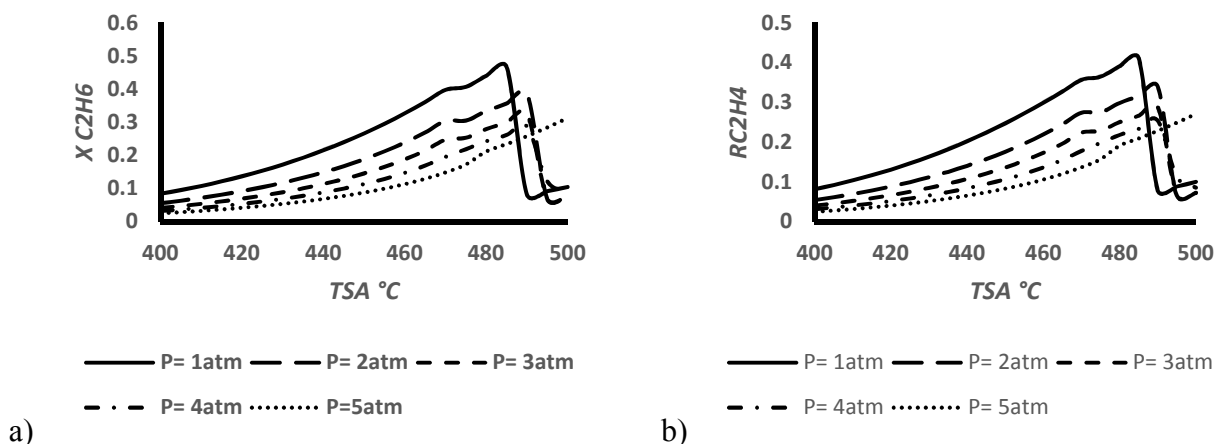 X C2H6
0.6
0.5
0.4
0.3
0.2
0.1
0
400 420 440 460 480 500
TSA °C
P= 1atm P= 2atm P= 3atm
P= 4atm P=5atm
a)
RC2H4
0.5
0.4
0.3
0.2
0.1
0
400 420 440 460 480 500
TSA °C
P= 1atm P= 2atm P= 3atm
P= 4atm P= 5atm
b)